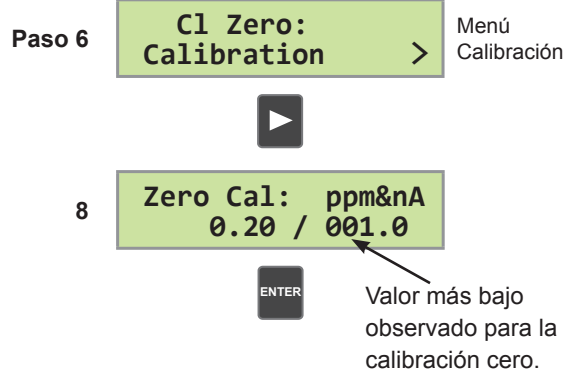 Paso 6
Cl Zero:
Calibration >
Menú
Calibración
8
Zero Cal: ppm&nA
0.20 / 001.0
ENTER
Valor más bajo
observado para la
calibración cero.